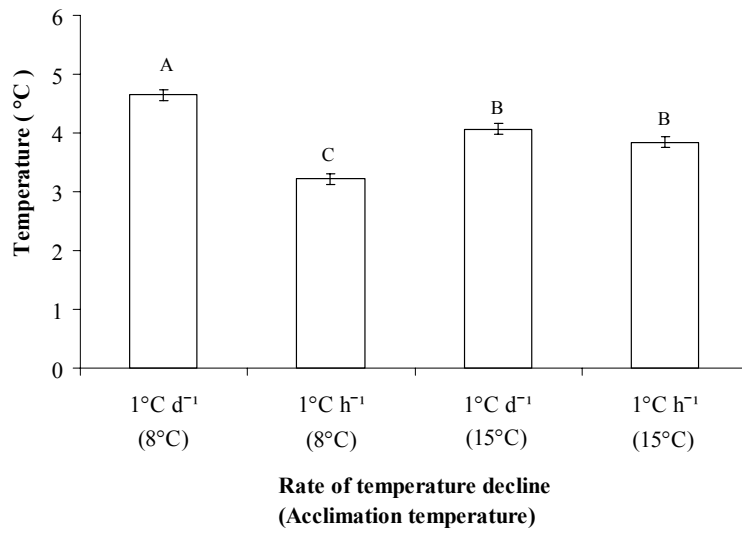 6
5
4
3
2
1
0
Temperature ( °C )
A
C
B
B
1°C d⁻¹ 1°C h⁻¹ 1°C d⁻¹ 1°C h⁻¹
(8°C) (8°C) (15°C) (15°C)
Rate of temperature decline
(Acclimation temperature)